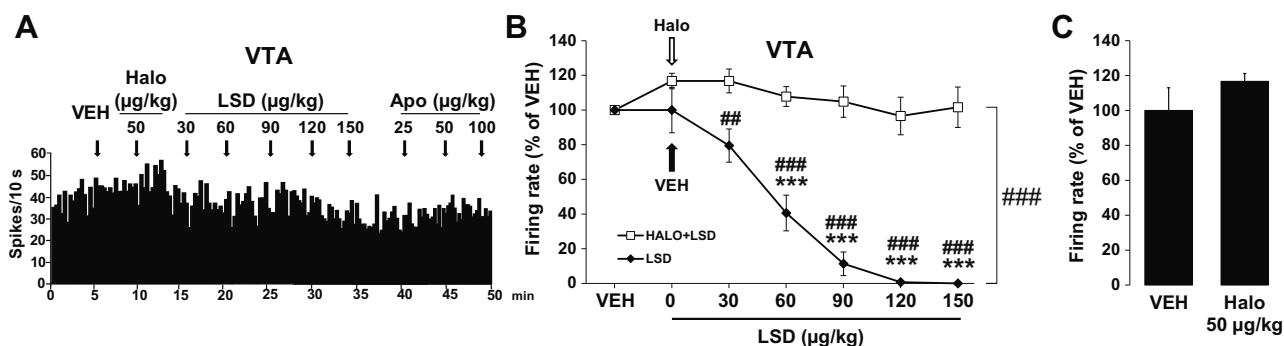 A
VTA
Halo
VEH (µg/kg) LSD (µg/kg) Apo (µg/kg)
50 30 60 90 120 150 25 50 100
Spikes/10 s
60
50
40
30
20
10
0
0 5 10 15 20 25 30 35 40 45 50 min
B
Halo
VTA
Firing rate (% of VEH)
140
120
100
80
60
40
20
0
VEH
##
###
***
###
***
###
***
###
***
###
HALO+LSD
LSD
VEH 0 30 60 90 120 150
LSD (µg/kg)
C
Firing rate (% of VEH)
140
120
100
80
60
40
20
0
VEH Halo
50 µg/kg